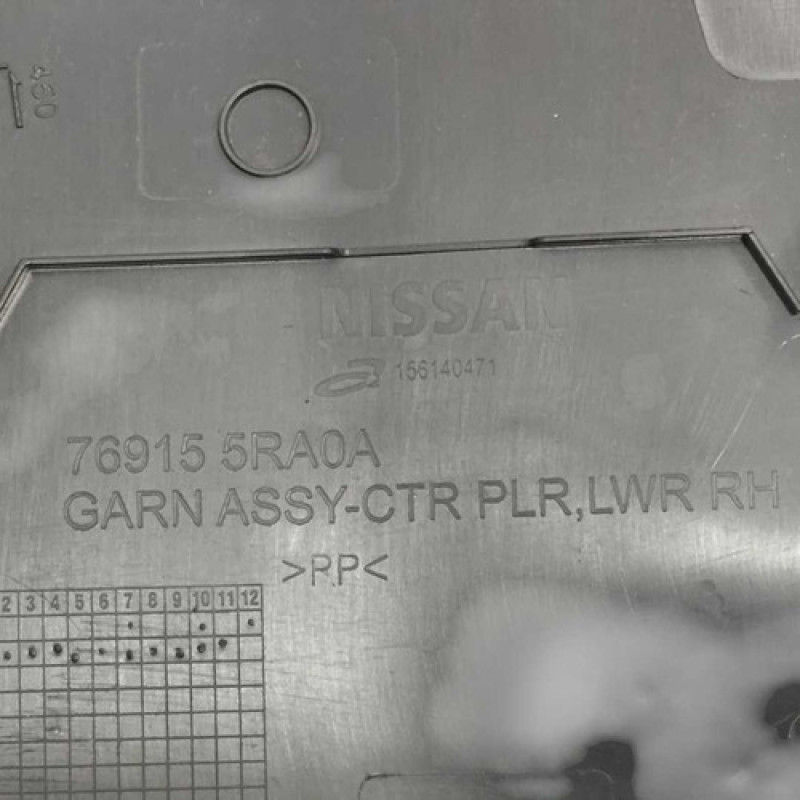 460
NISSAN
156140471
76915 5RA0A
GARN ASSY-CTR PLR,LWR RH
>PP<
2 3 4 5 6 7 8 9 10 11 12